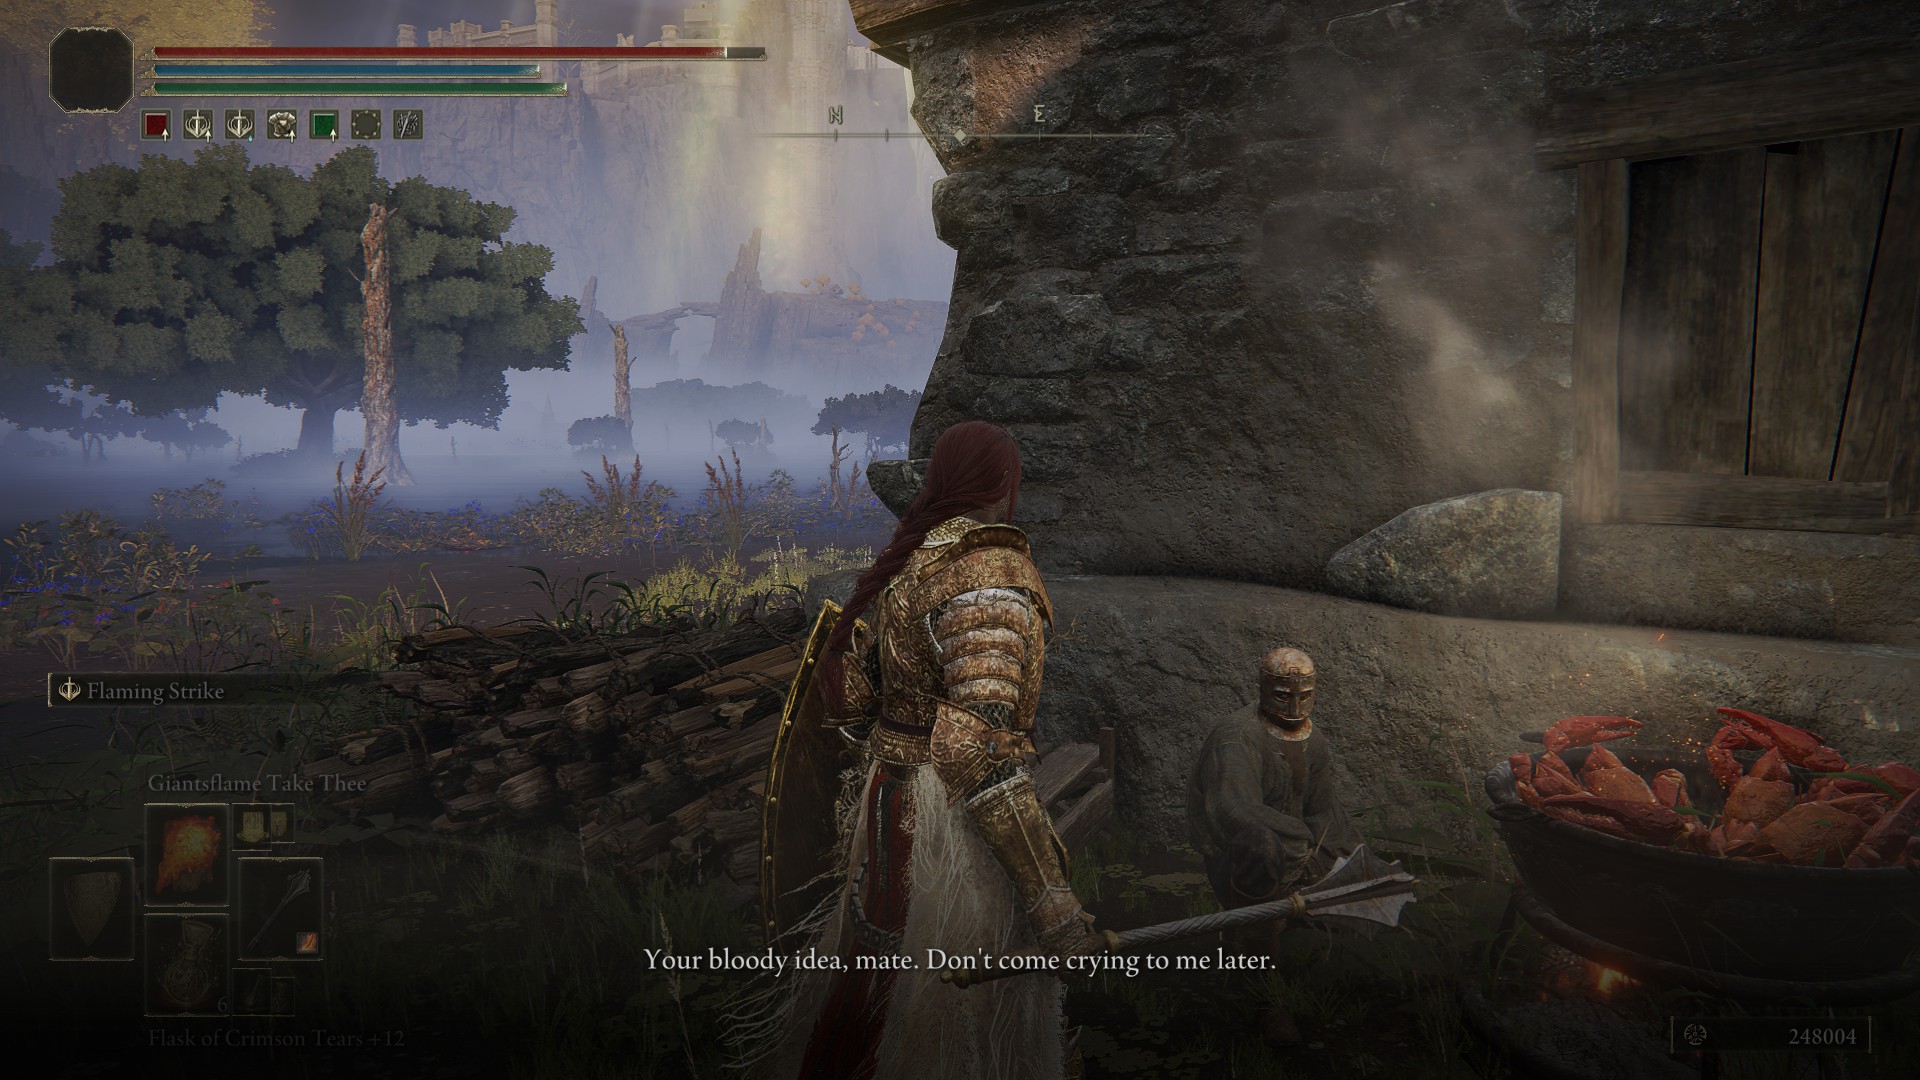 N
E
Flaming Strike
Giantsflame Take Thee
6
Your bloody idea, mate. Don't come crying to me later.
Flask of Crimson Tears +12
248004